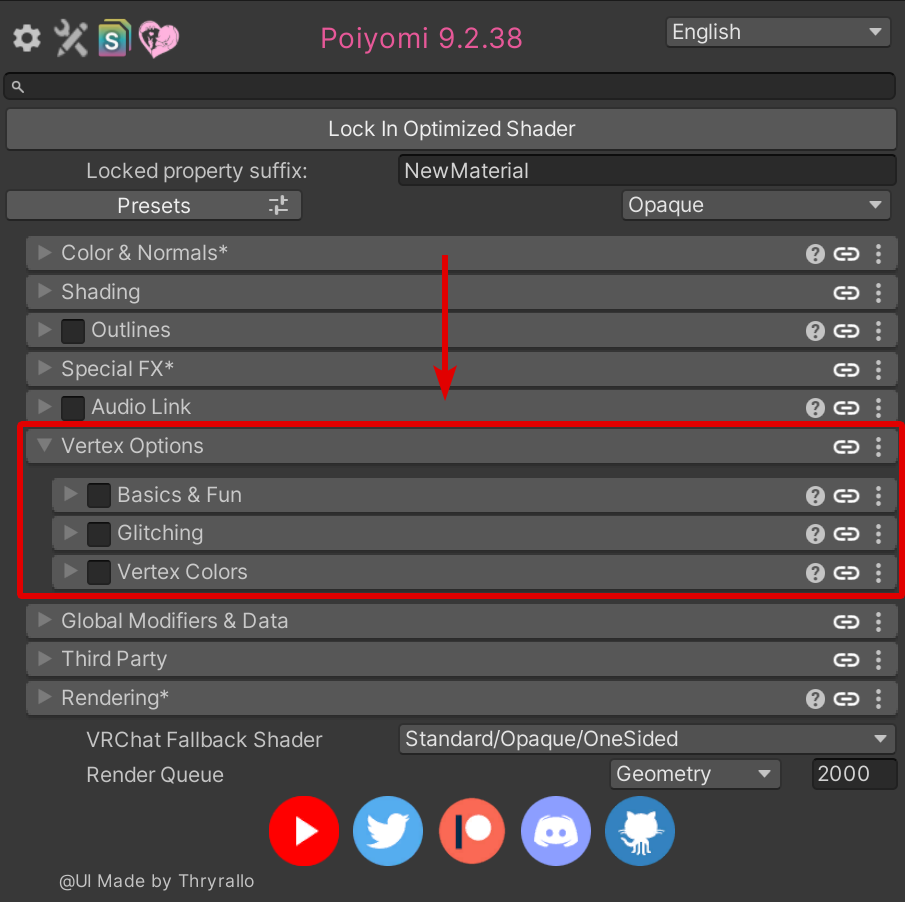 Poiyomi 9.2.38
English
Lock In Optimized Shader
Locked property suffix: NewMaterial
Presets Opaque
Color & Normals*
Shading
Outlines
Special FX*
Audio Link
Vertex Options
Basics & Fun
Glitching
Vertex Colors
Global Modifiers & Data
Third Party
Rendering*
VRChat Fallback Shader Standard/Opaque/OneSided
Render Queue Geometry 2000
@UI Made by Thryrallo